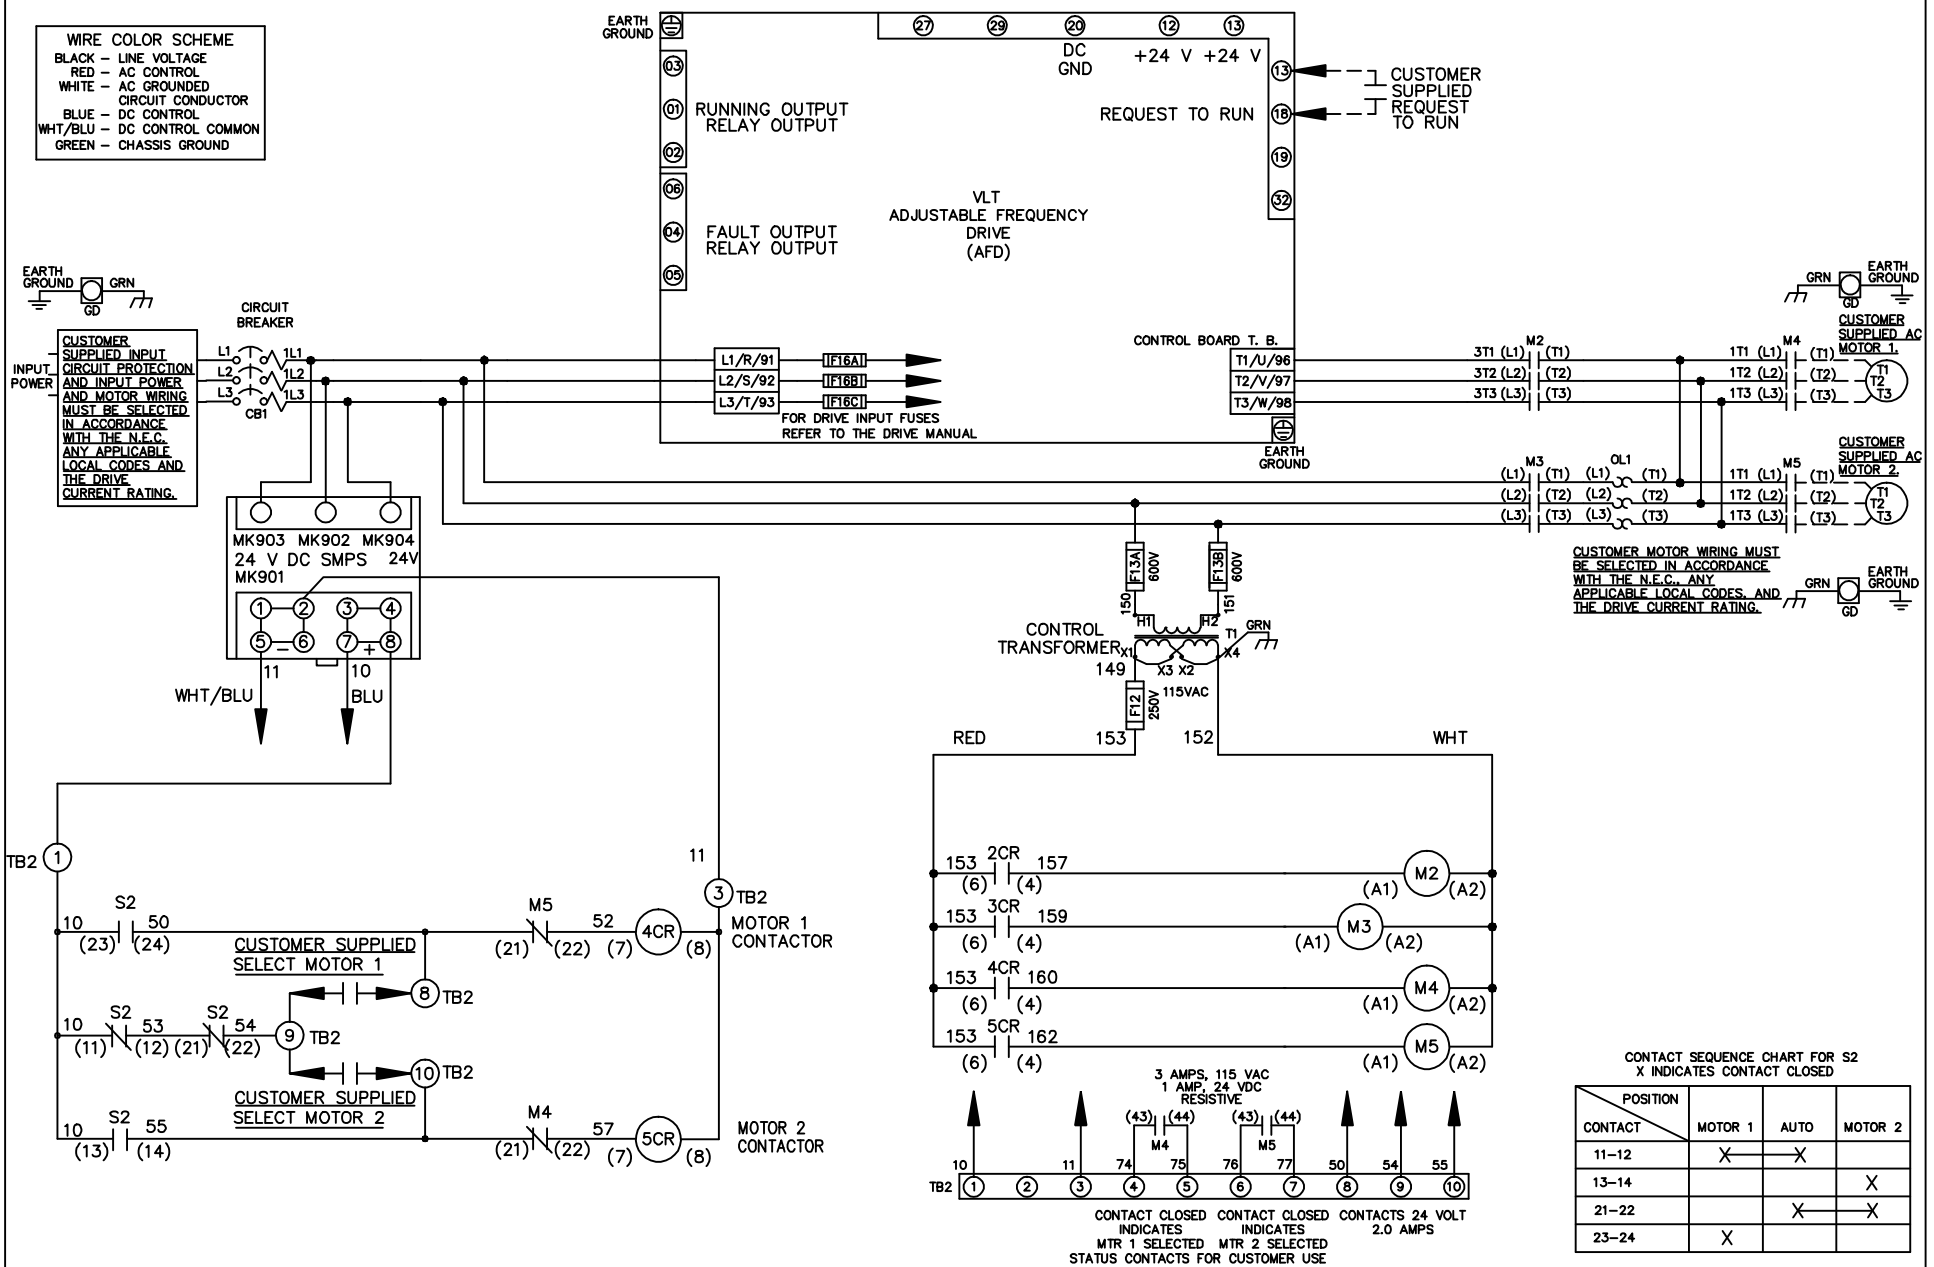 WIRE COLOR SCHEME
BLACK – LINE VOLTAGE
RED – AC CONTROL
WHITE – AC GROUNDED
CIRCUIT CONDUCTOR
BLUE – DC CONTROL
WHT/BLU – DC CONTROL COMMON
GREEN – CHASSIS GROUND
EARTH
GROUND
27 29 20 12 13
DC
GND
+24 V +24 V
03
01
02
RUNNING OUTPUT
RELAY OUTPUT
06
04
05
FAULT OUTPUT
RELAY OUTPUT
REQUEST TO RUN
13
18
19
32
CUSTOMER
SUPPLIED
REQUEST
TO RUN
VLT
ADJUSTABLE FREQUENCY
DRIVE
(AFD)
EARTH
GROUND
GRN
GD
CIRCUIT
BREAKER
INPUT
POWER
CUSTOMER
SUPPLIED INPUT
CIRCUIT PROTECTION
AND INPUT POWER
AND MOTOR WIRING
MUST BE SELECTED
IN ACCORDANCE
WITH THE N.E.C.
ANY APPLICABLE
LOCAL CODES AND
THE DRIVE
CURRENT RATING.
L1 1L1
L2 1L2
L3 1L3
CB1
L1/R/91 F16A
L2/S/92 F16B
L3/T/93 F16C
FOR DRIVE INPUT FUSES
REFER TO THE DRIVE MANUAL
CONTROL BOARD T. B.
T1/U/96
T2/V/97
T3/W/98
EARTH
GROUND
M2
3T1 (L1) (T1)
3T2 (L2) (T2)
3T3 (L3) (T3)
M4
1T1 (L1) (T1)
1T2 (L2) (T2)
1T3 (L3) (T3)
GRN
GD
EARTH
GROUND
CUSTOMER
SUPPLIED AC
MOTOR 1.
T1
T2
T3
M3 OL1
(L1) (T1) (L1) (T1)
(L2) (T2) (L2) (T2)
(L3) (T3) (L3) (T3)
M5
1T1 (L1) (T1)
1T2 (L2) (T2)
1T3 (L3) (T3)
CUSTOMER
SUPPLIED AC
MOTOR 2.
T1
T2
T3
CUSTOMER MOTOR WIRING MUST
BE SELECTED IN ACCORDANCE
WITH THE N.E.C., ANY
APPLICABLE LOCAL CODES, AND
THE DRIVE CURRENT RATING.
GRN
GD
EARTH
GROUND
MK903 MK902 MK904
24 V DC SMPS 24V
MK901
1 2 3 4
5 – 6 7 + 8
11 10
WHT/BLU BLU
F13A 600V
F13B 600V
150 151
H1 H2
T1 GRN
CONTROL
TRANSFORMER
X1 X3 X2 X4
149
F12 250V
115VAC
153 152
RED WHT
TB2 1
11
3 TB2
10 S2 50
(23) (24)
CUSTOMER SUPPLIED
SELECT MOTOR 1
8 TB2
M5
(21) (22)
52
(7) 4CR (8)
MOTOR 1
CONTACTOR
10 S2 53 S2 54
(11) (12) (21) (22)
9 TB2
10 TB2
CUSTOMER SUPPLIED
SELECT MOTOR 2
10 S2 55
(13) (14)
M4
(21) (22)
57
(7) 5CR (8)
MOTOR 2
CONTACTOR
153 2CR 157
(6) (4)
(A1) M2 (A2)
153 3CR 159
(6) (4)
(A1) M3 (A2)
153 4CR 160
(6) (4)
(A1) M4 (A2)
153 5CR 162
(6) (4)
(A1) M5 (A2)
3 AMPS, 115 VAC
1 AMP, 24 VDC
RESISTIVE
(43) (44) (43) (44)
M4 M5
10 11 74 75 76 77 50 54 55
TB2 1 2 3 4 5 6 7 8 9 10
CONTACT CLOSED
INDICATES
MTR 1 SELECTED
CONTACT CLOSED
INDICATES
MTR 2 SELECTED
CONTACTS 24 VOLT
2.0 AMPS
STATUS CONTACTS FOR CUSTOMER USE
CONTACT SEQUENCE CHART FOR S2
X INDICATES CONTACT CLOSED
POSITION
CONTACT MOTOR 1 AUTO MOTOR 2
11–12 X X
13–14 X
21–22 X X
23–24 X